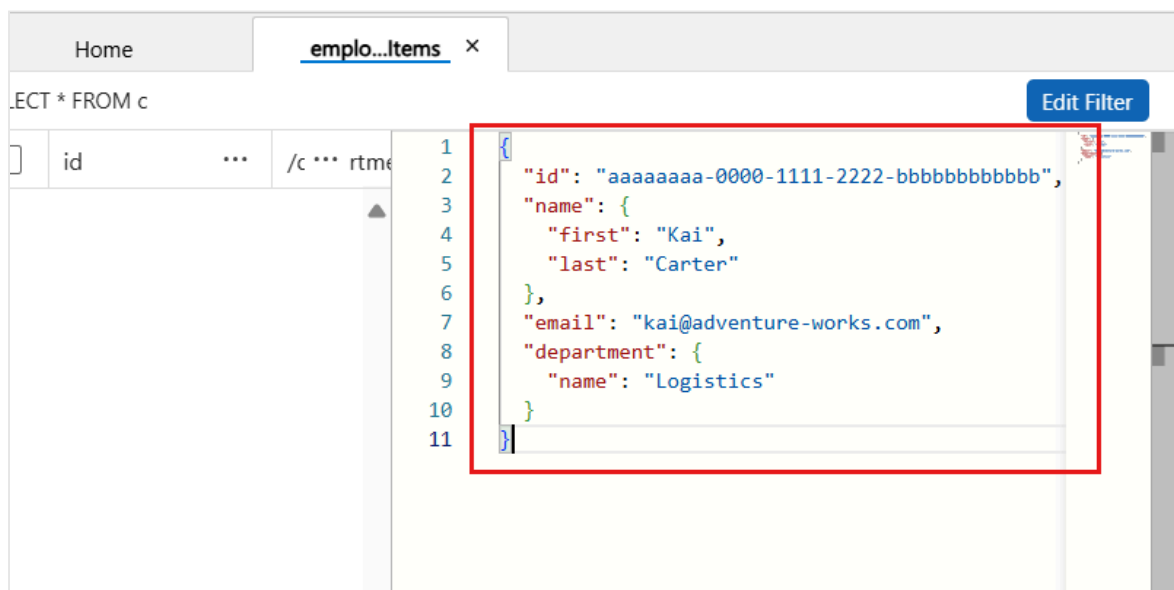 Home
emplo...Items ×
LECT * FROM c
Edit Filter
id ... /c ... rtme
1 {
2 "id": "aaaaaaaa-0000-1111-2222-bbbbbbbbbbbb",
3 "name": {
4 "first": "Kai",
5 "last": "Carter"
6 },
7 "email": "kai@adventure-works.com",
8 "department": {
9 "name": "Logistics"
10 }
11 }